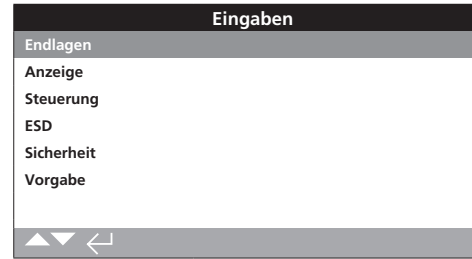 Eingaben
Endlagen
Anzeige
Steuerung
ESD
Sicherheit
Vorgabe